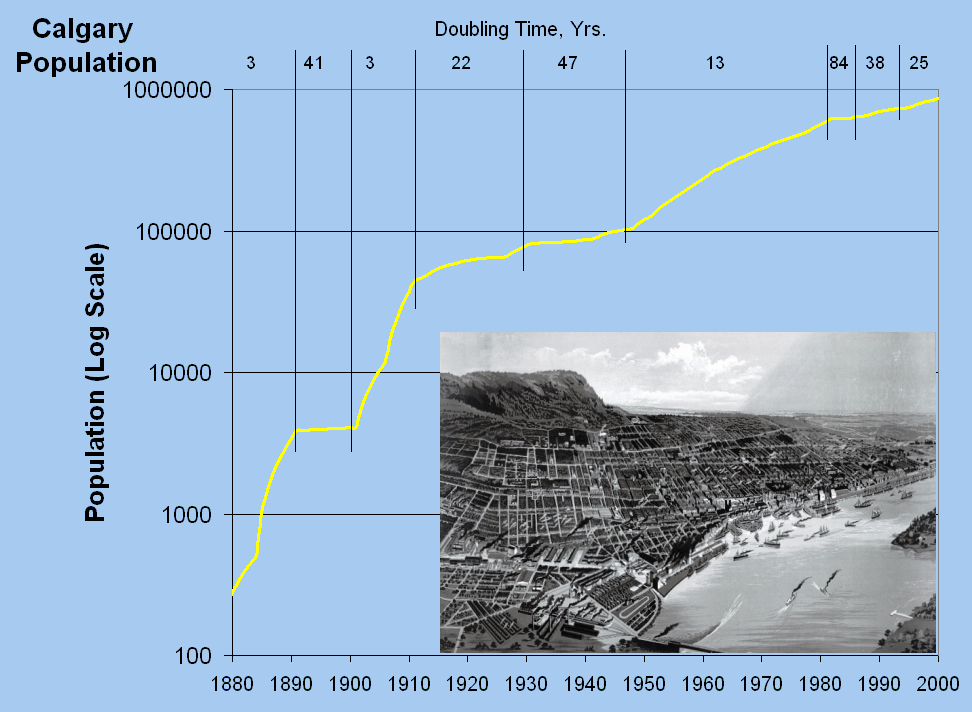 Calgary
Population
Doubling Time, Yrs.
3 41 3 22 47 13 84 38 25
Population (Log Scale)
1000000
100000
10000
1000
100
1880 1890 1900 1910 1920 1930 1940 1950 1960 1970 1980 1990 2000